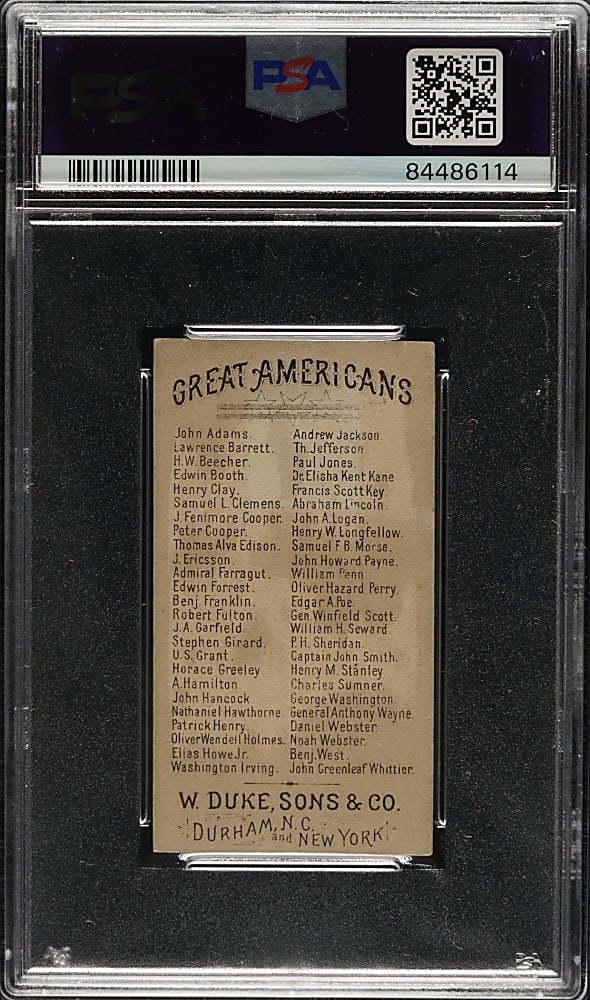 PSA
PSA
84486114
GREAT AMERICANS
John Adams. Andrew Jackson.
Lawrence Barrett. Th. Jefferson
H.W. Beecher. Paul Jones.
Edwin Booth. Dr. Elisha Kent Kane
Henry Clay. Francis Scott Key.
Samuel L. Clemens. Abraham Lincoln.
J. Fenimore Cooper. John A. Logan.
Peter Cooper. Henry W. Longfellow.
Thomas Alva Edison. Samuel F.B. Morse.
J. Ericsson. John Howard Payne.
Admiral Farragut. William Penn
Edwin Forrest. Oliver Hazard Perry.
Benj. Franklin. Edgar A. Poe.
Robert Fulton. Gen. Winfield Scott.
J.A. Garfield. William H. Seward
Stephen Girard. P.H. Sheridan.
U.S. Grant. Captain John Smith.
Horace Greeley Henry M. Stanley.
A. Hamilton Charles Sumner.
John Hancock George Washington.
Nathaniel Hawthorne. General Anthony Wayne.
Patrick Henry. Daniel Webster.
Oliver Wendell Holmes. Noah Webster.
Elias Howe Jr. Benj. West.
Washington Irving. John Greenleaf Whittier.
W. DUKE, SONS & CO.
DURHAM, N.C. and NEW YORK